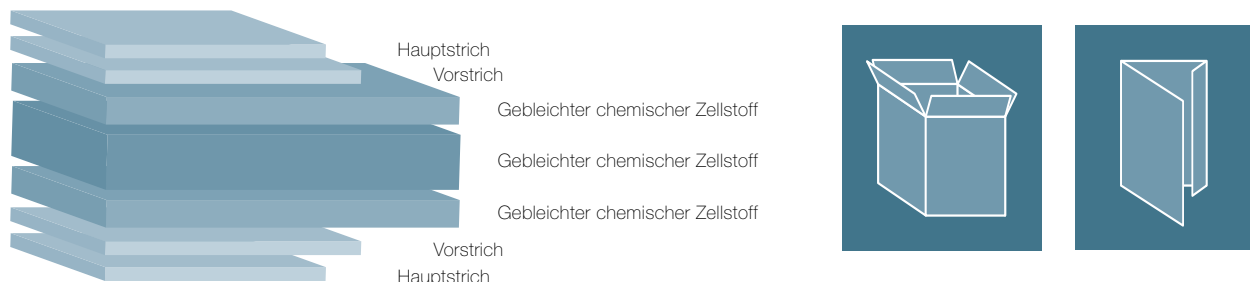 Hauptstrich
Vorstrich
Gebleichter chemischer Zellstoff
Gebleichter chemischer Zellstoff
Gebleichter chemischer Zellstoff
Vorstrich
Hauptstrich